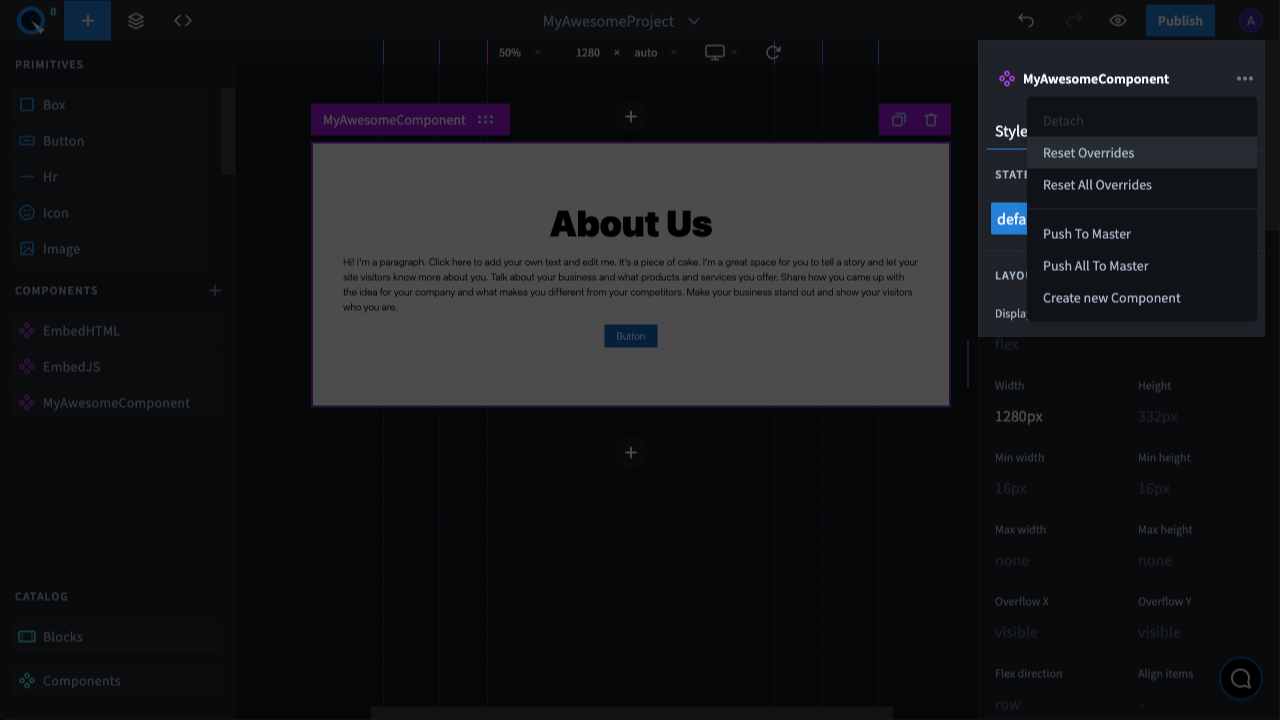 β
MyAwesomeProject
Publish
A
PRIMITIVES
Box
Button
Hr
Icon
Image
COMPONENTS
EmbedHTML
EmbedJS
MyAwesomeComponent
CATALOG
Blocks
Components
50%
1280 × auto
MyAwesomeComponent
About Us
Hi! I'm a paragraph. Click here to add your own text and edit me. It's a piece of cake. I'm a great space for you to tell a story and let your
site visitors know more about you. Talk about your business and what products and services you offer. Share how you came up with
the idea for your company and what makes you different from your competitors. Make your business stand out and show your visitors
who you are.
Button
MyAwesomeComponent
Style
Detach
Reset Overrides
Reset All Overrides
Push To Master
Push All To Master
Create new Component
STATE
defa
LAYOU
Display
flex
Width Height
1280px 332px
Min width Min height
16px 16px
Max width Max height
none none
Overflow X Overflow Y
visible visible
Flex direction Align items
row –